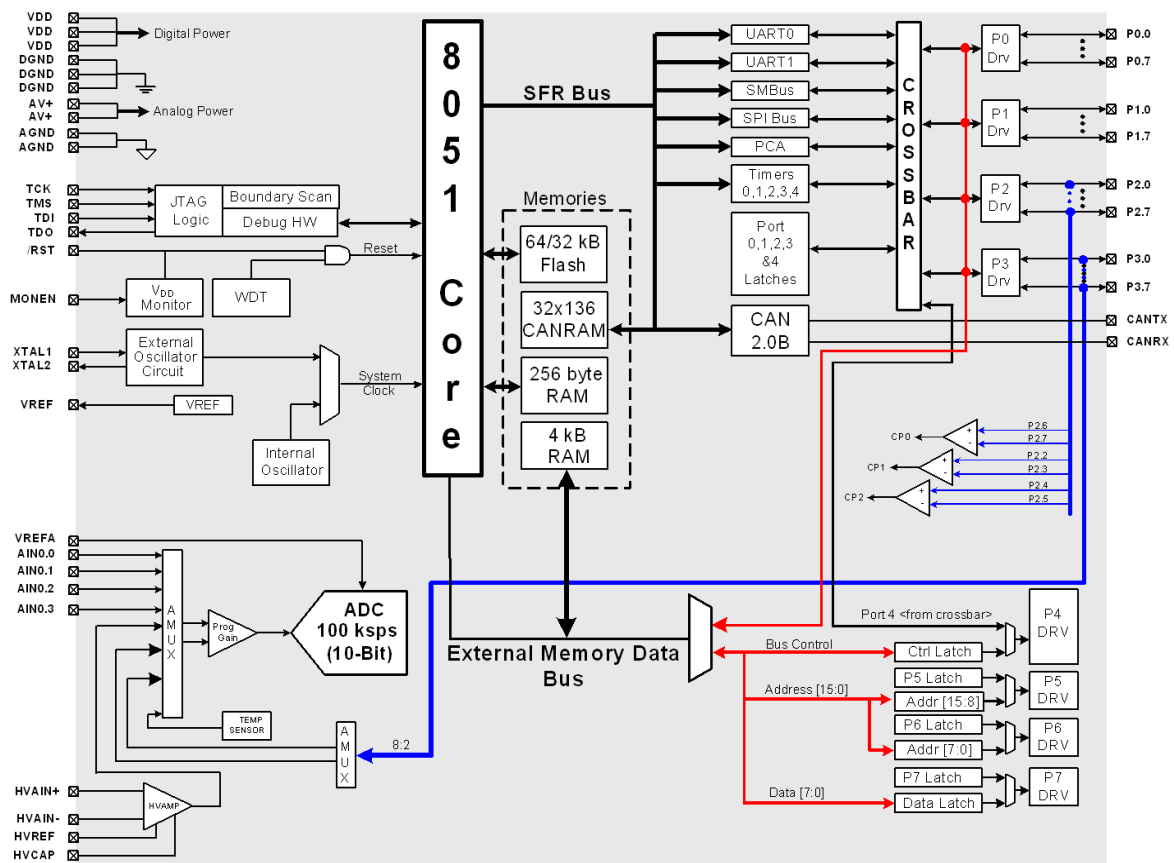 VDD
VDD
VDD
Digital Power
DGND
DGND
DGND
AV+
AV+
Analog Power
AGND
AGND
TCK
TMS
TDI
TDO
JTAG
Logic
Boundary Scan
Debug HW
/RST
Reset
MONEN
VDD
Monitor
WDT
XTAL1
XTAL2
External
Oscillator
Circuit
System
Clock
VREF
VREF
Internal
Oscillator
8051 Core
SFR Bus
Memories
64/32 kB
Flash
32x136
CANRAM
256 byte
RAM
4 kB
RAM
UART0
UART1
SMBus
SPI Bus
PCA
Timers
0,1,2,3,4
Port
0,1,2,3
&4
Latches
CAN
2.0B
CROSSBAR
P0
Drv
P1
Drv
P2
Drv
P3
Drv
P0.0
P0.7
P1.0
P1.7
P2.0
P2.7
P3.0
P3.7
CANTX
CANRX
CP0
+
-
P2.6
P2.7
CP1
+
-
P2.2
P2.3
CP2
+
-
P2.4
P2.5
VREFA
AIN0.0
AIN0.1
AIN0.2
AIN0.3
AMUX
Prog
Gain
ADC
100 ksps
(10-Bit)
TEMP
SENSOR
AMUX
8:2
HVAIN+
HVAIN-
HVREF
HVCAP
HVAMP
External Memory Data
Bus
Port 4 <from crossbar>
Bus Control
Ctrl Latch
P4
DRV
Address [15:0]
P5 Latch
Addr [15:8]
P5
DRV
P6 Latch
Addr [7:0]
P6
DRV
Data [7:0]
P7 Latch
Data Latch
P7
DRV